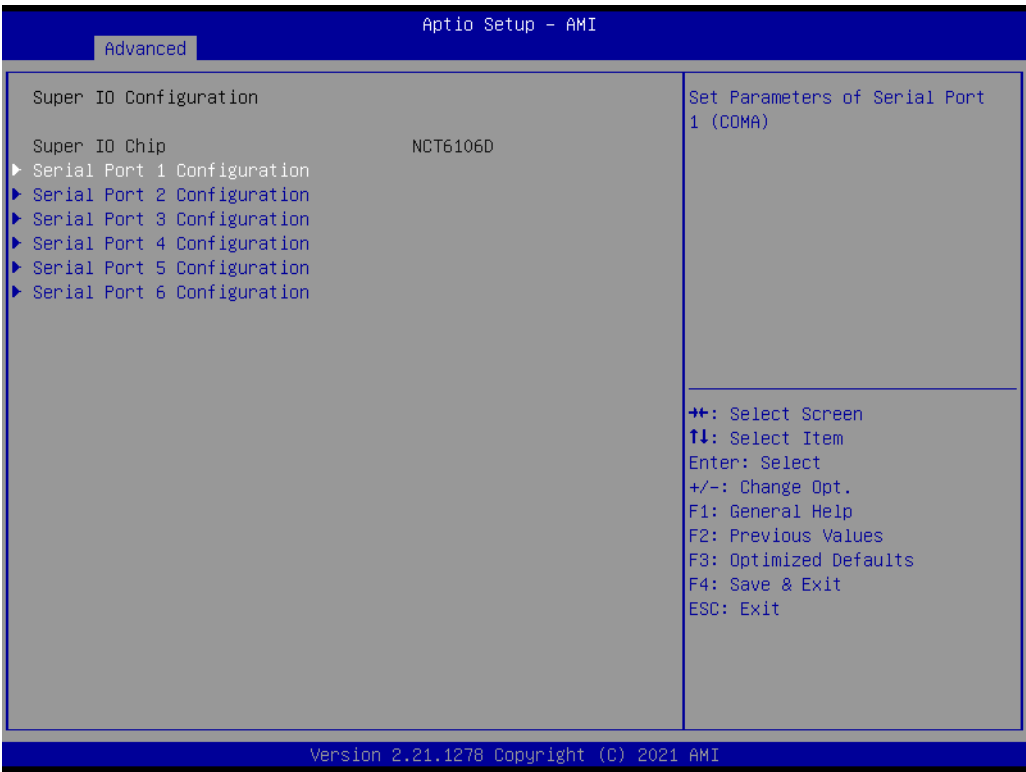 Aptio Setup – AMI
Advanced
Super IO Configuration
Super IO Chip NCT6106D
Serial Port 1 Configuration
Serial Port 2 Configuration
Serial Port 3 Configuration
Serial Port 4 Configuration
Serial Port 5 Configuration
Serial Port 6 Configuration
Set Parameters of Serial Port
1 (COMA)
→←: Select Screen
↑↓: Select Item
Enter: Select
+/-: Change Opt.
F1: General Help
F2: Previous Values
F3: Optimized Defaults
F4: Save & Exit
ESC: Exit
Version 2.21.1278 Copyright (C) 2021 AMI